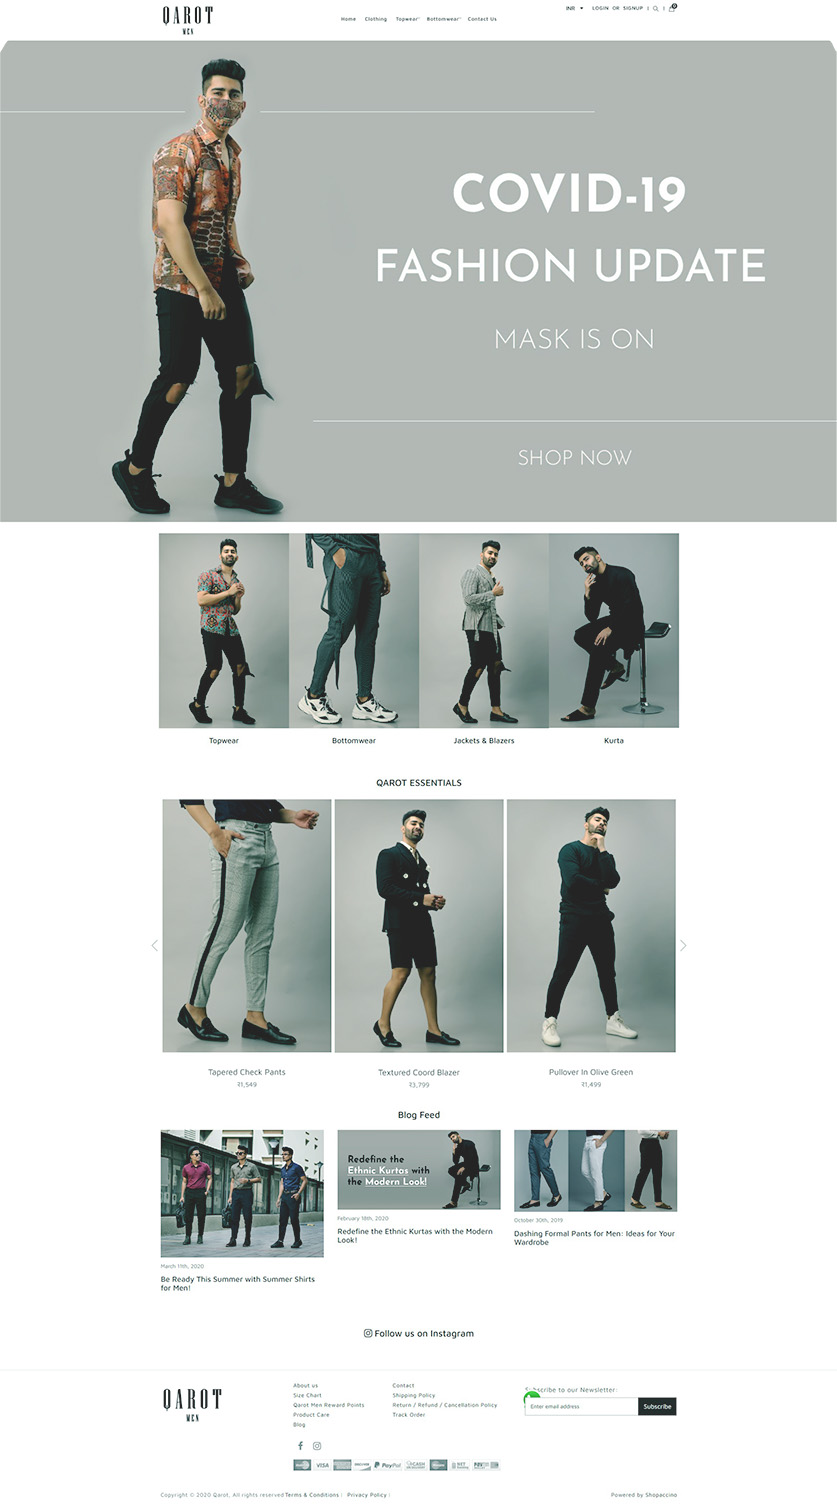 QAROT
MEN
Home Clothing Topwear Bottomwear Contact Us
INR LOGIN OR SIGNUP | | 0
COVID-19
FASHION UPDATE
MASK IS ON
SHOP NOW
Topwear Bottomwear Jackets & Blazers Kurta
QAROT ESSENTIALS
Tapered Check Pants
₹1,549
Textured Coord Blazer
₹3,799
Pullover In Olive Green
₹1,499
Blog Feed
March 11th, 2020
Be Ready This Summer with Summer Shirts
for Men!
Redefine the
Ethnic Kurtas with
the Modern Look!
February 18th, 2020
Redefine the Ethnic Kurtas with the Modern
Look!
October 30th, 2019
Dashing Formal Pants for Men: Ideas for Your
Wardrobe
Follow us on Instagram
QAROT
MEN
About us
Size Chart
Qarot Men Reward Points
Product Care
Blog
Contact
Shipping Policy
Return / Refund / Cancellation Policy
Track Order
scribe to our Newsletter:
Enter email address
Subscribe
VISA
DISCOVER
PayPal
CASH
NET
Copyright © 2020 Qarot, All rights reserved Terms & Conditions | Privacy Policy |
Powered by Shopaccino